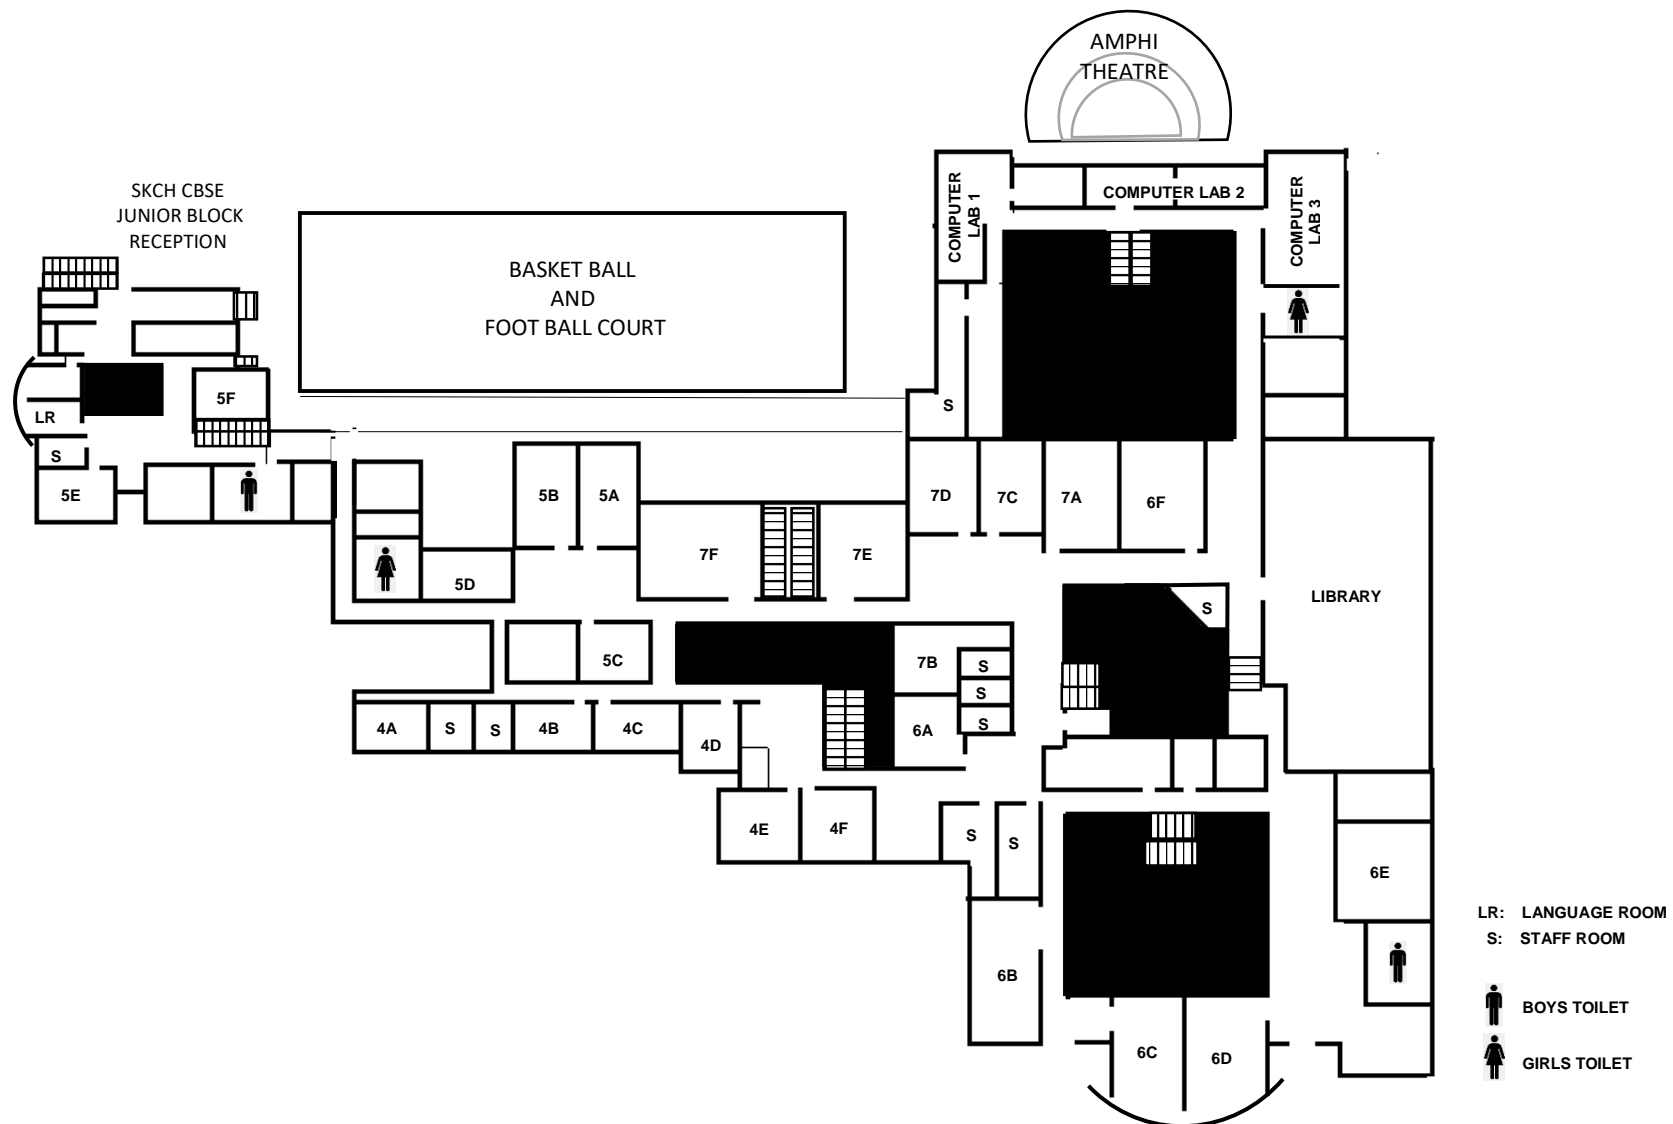 AMPHI
THEATRE
SKCH CBSE
JUNIOR BLOCK
RECEPTION
COMPUTER
LAB 1
COMPUTER LAB 2
COMPUTER
LAB 3
BASKET BALL
AND
FOOT BALL COURT
5F
LR
S
S
5E
5B
5A
7D
7C
7A
6F
7F
7E
5D
LIBRARY
S
5C
7B
S
S
S
4A
S
S
4B
4C
4D
6A
4E
4F
S
S
6E
6B
6C
6D
LR: LANGUAGE ROOM
S: STAFF ROOM
BOYS TOILET
GIRLS TOILET